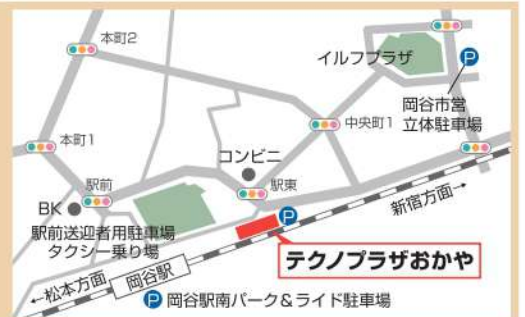 本町2
イルフプラザ
P
岡谷市営
立体駐車場
中央町1
本町1
コンビニ
駅前
駅東
BK
駅前送迎者用駐車場
タクシー乗り場
P
新宿方面→
テクノプラザおかや
←松本方面
岡谷駅
P 岡谷駅南パーク&ライド駐車場